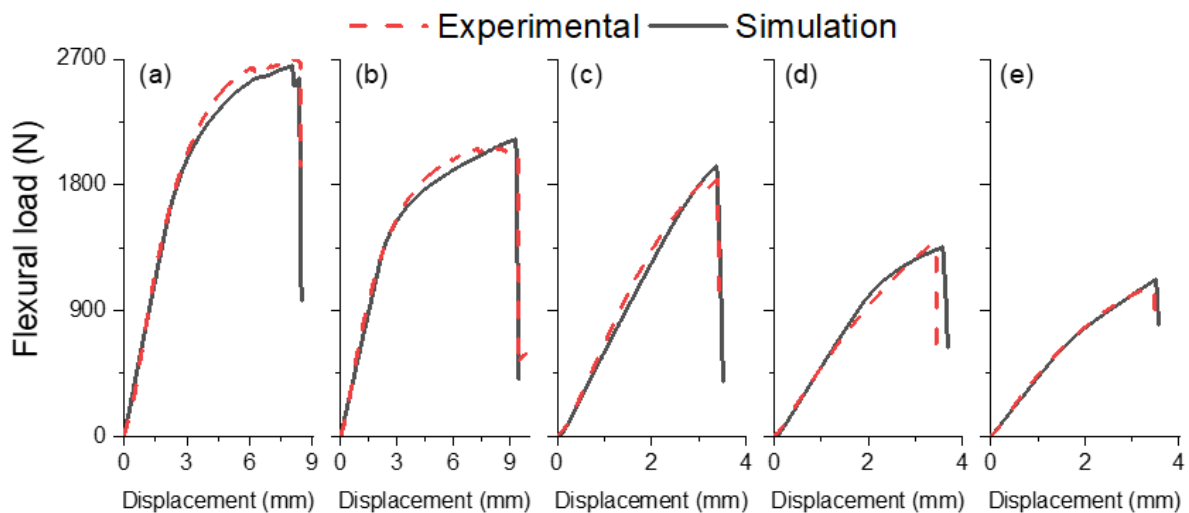 Experimental Simulation
2700 (a) (b) (c) (d) (e)
1800
900
0
Flexural load (N)
0 3 6 9 0 3 6 9 0 2 4 0 2 4 0 2 4
Displacement (mm) Displacement (mm) Displacement (mm) Displacement (mm) Displacement (mm)